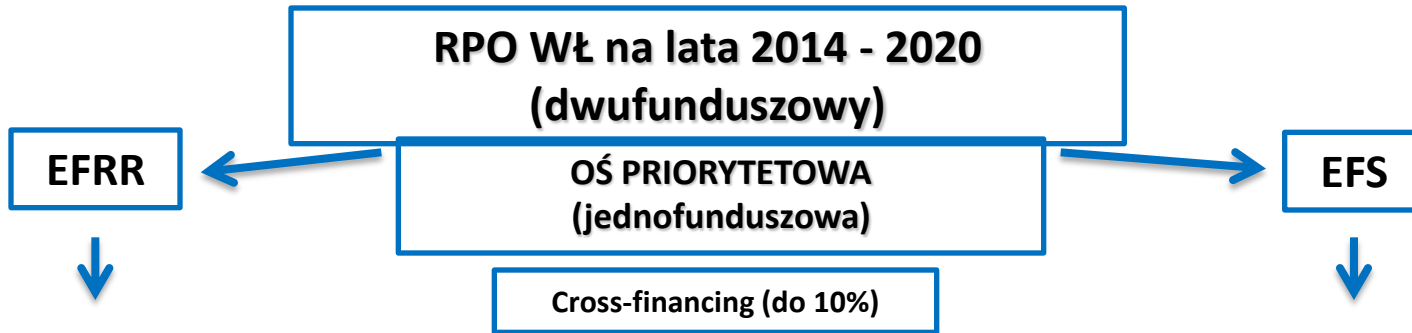 RPO WŁ na lata 2014 - 2020
(dwufunduszowy)
EFRR
OŚ PRIORYTETOWA
(jednofunduszowa)
EFS
Cross-financing (do 10%)